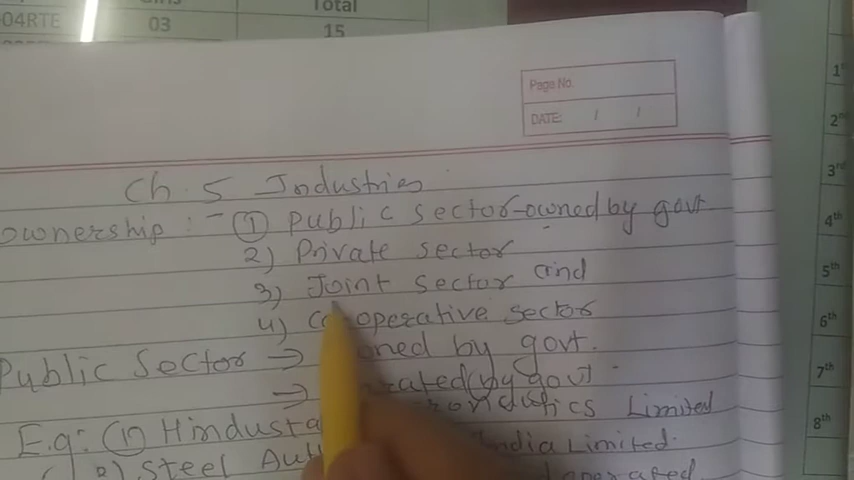 04RTE 03 Total
15
Page No.
DATE: / /
1st
2nd
3rd
4th
5th
6th
7th
8th
Ch. 5 Industries
ownership :- ① public sector-owned by govt
2) Private sector
3) Joint sector and
4) Co operative sector
Public Sector → by govt.
→ (by govt
E.g: ① Limited
2) Steel India Limited.